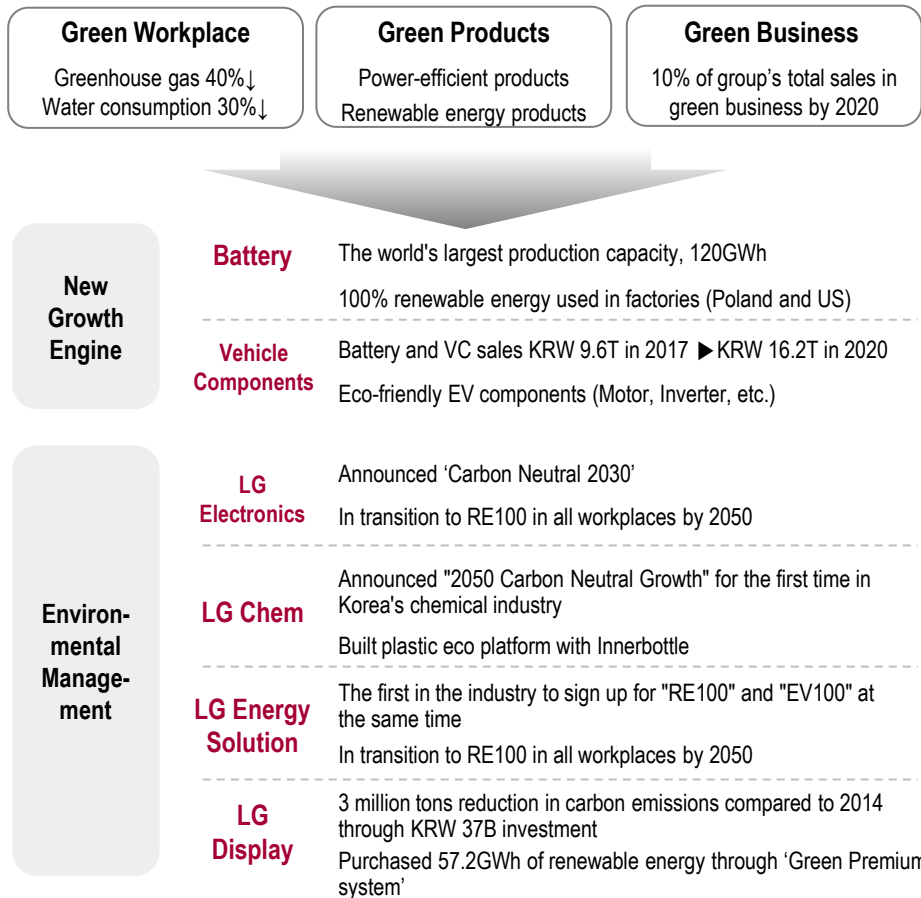 Green Workplace
Greenhouse gas 40%↓
Water consumption 30%↓
Green Products
Power-efficient products
Renewable energy products
Green Business
10% of group's total sales in
green business by 2020
New
Growth
Engine
Battery
The world's largest production capacity, 120GWh
100% renewable energy used in factories (Poland and US)
Vehicle
Components
Battery and VC sales KRW 9.6T in 2017 ▶KRW 16.2T in 2020
Eco-friendly EV components (Motor, Inverter, etc.)
Environ-
mental
Manage-
ment
LG
Electronics
Announced ‘Carbon Neutral 2030’
In transition to RE100 in all workplaces by 2050
LG Chem
Announced "2050 Carbon Neutral Growth" for the first time in
Korea's chemical industry
Built plastic eco platform with Innerbottle
LG Energy
Solution
The first in the industry to sign up for "RE100" and "EV100" at
the same time
In transition to RE100 in all workplaces by 2050
LG
Display
3 million tons reduction in carbon emissions compared to 2014
through KRW 37B investment
Purchased 57.2GWh of renewable energy through ‘Green Premium
system’